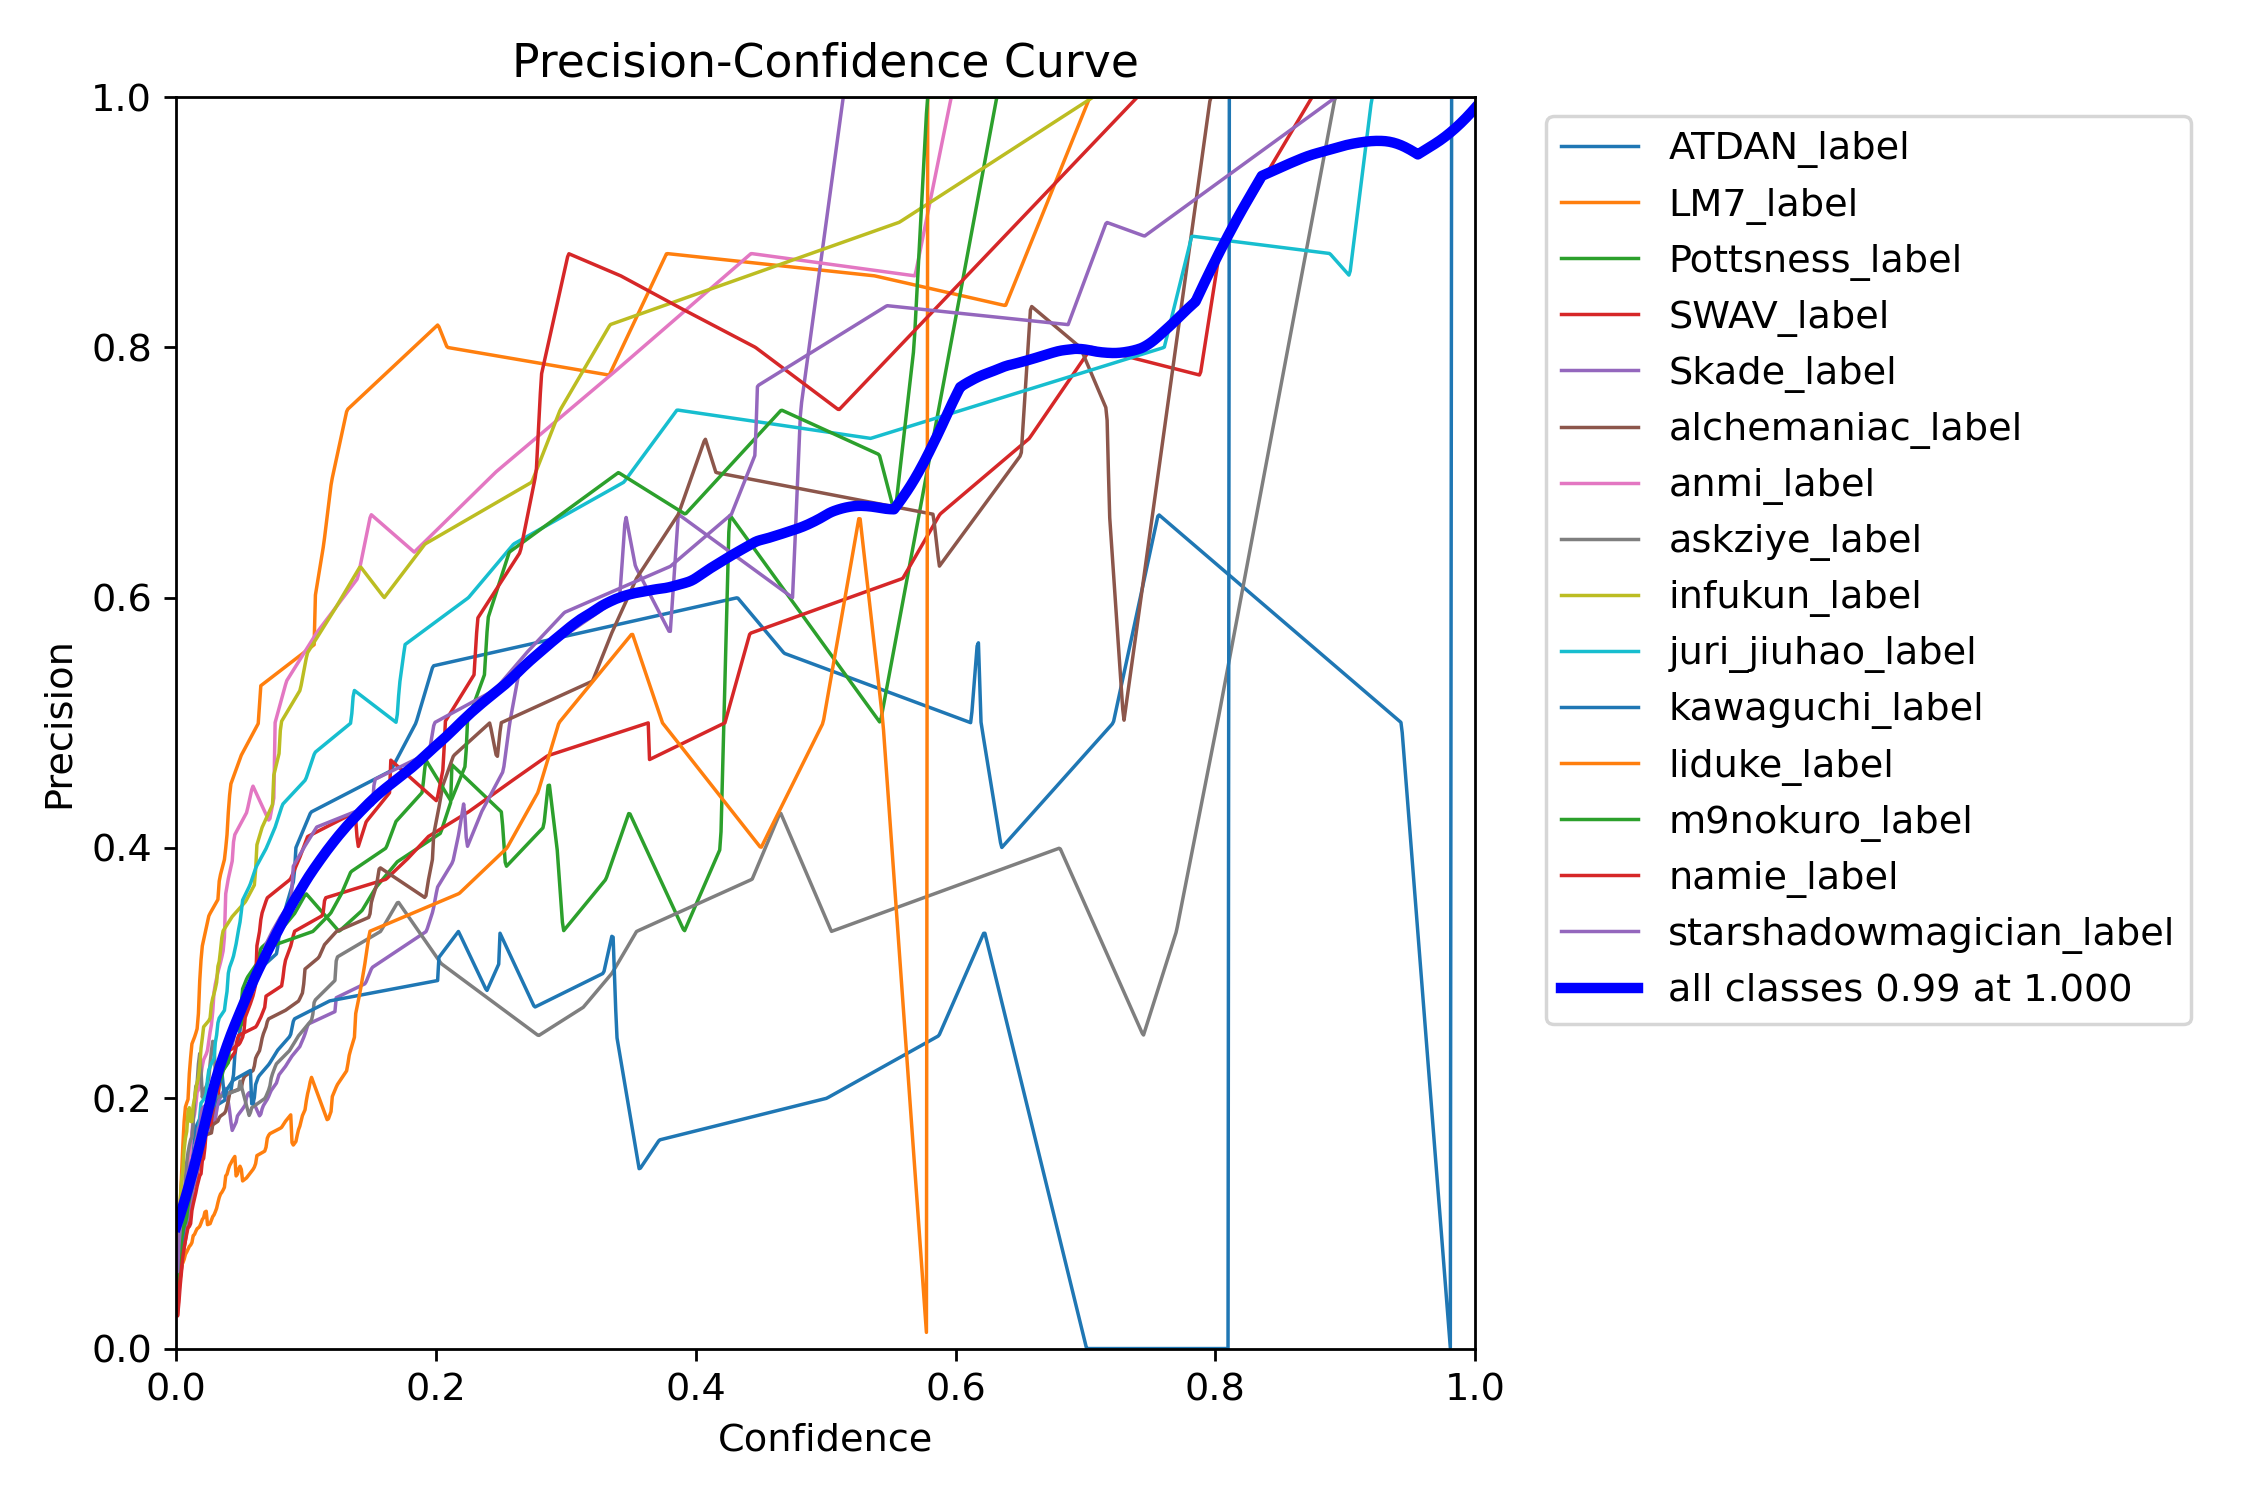 Precision-Confidence Curve
1.0
0.8
0.6
0.4
0.2
0.0
Precision
0.0 0.2 0.4 0.6 0.8 1.0
Confidence
ATDAN_label
LM7_label
Pottsness_label
SWAV_label
Skade_label
alchemaniac_label
anmi_label
askziye_label
infukun_label
juri_jiuhao_label
kawaguchi_label
liduke_label
m9nokuro_label
namie_label
starshadowmagician_label
all classes 0.99 at 1.000